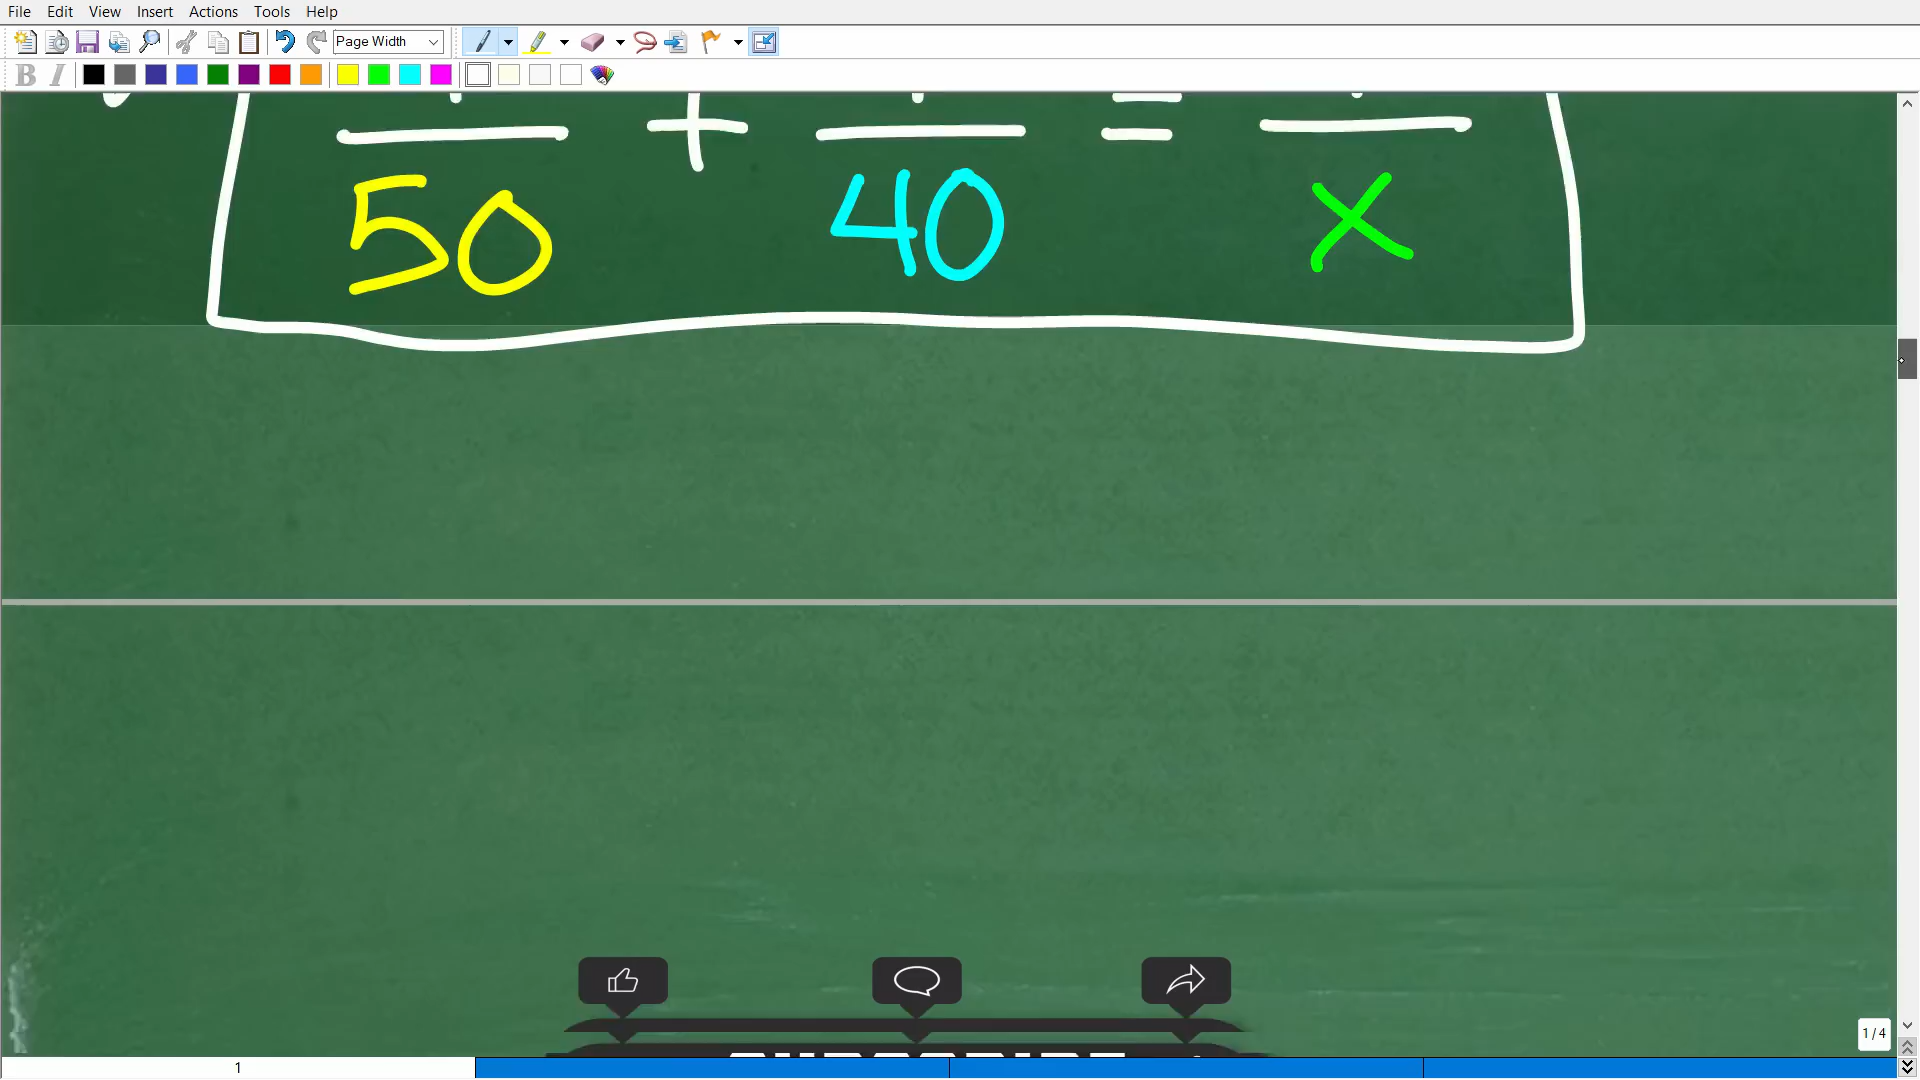 File Edit View Insert Actions Tools Help
Page Width
B I
+ =
50 40 x
1 / 4
1